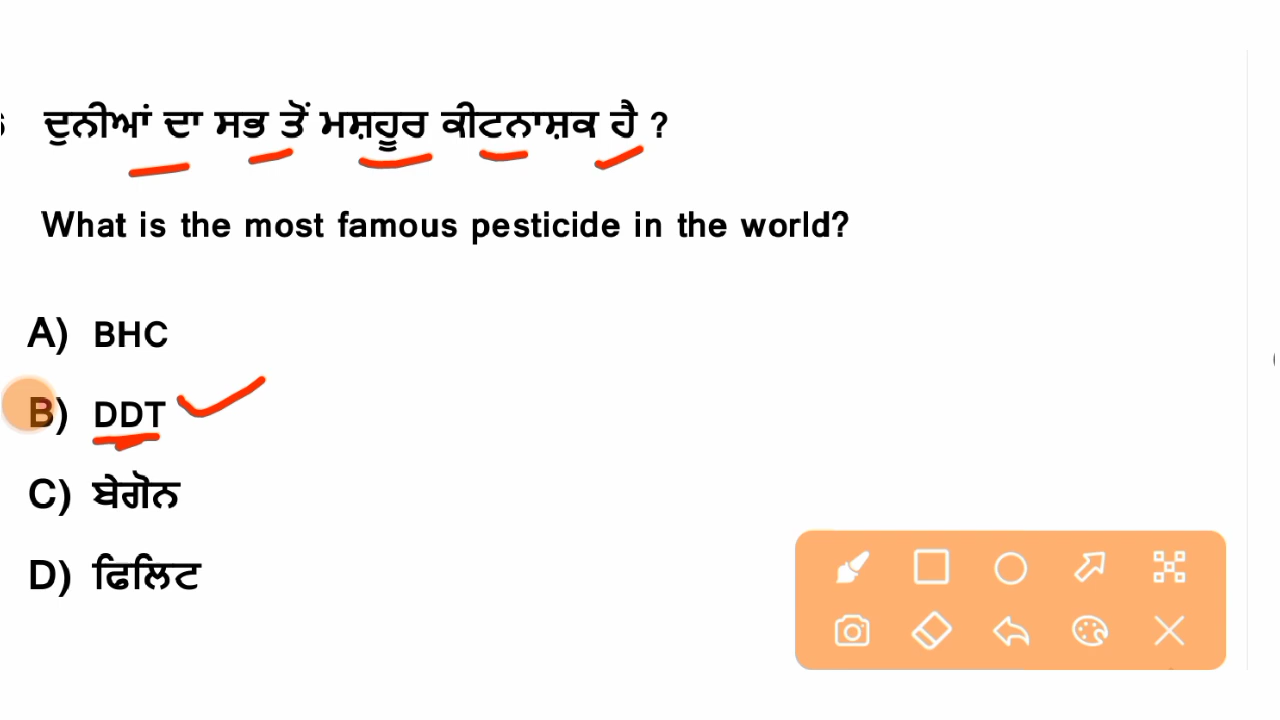 ਦੁਨੀਆਂ ਦਾ ਸਭ ਤੋਂ ਮਸ਼ਹੂਰ ਕੀਟਨਾਸ਼ਕ ਹੈ ?
What is the most famous pesticide in the world?
A) BHC
B) DDT
C) ਬੇਗੋਨ
D) ਫਿਲਿਟ